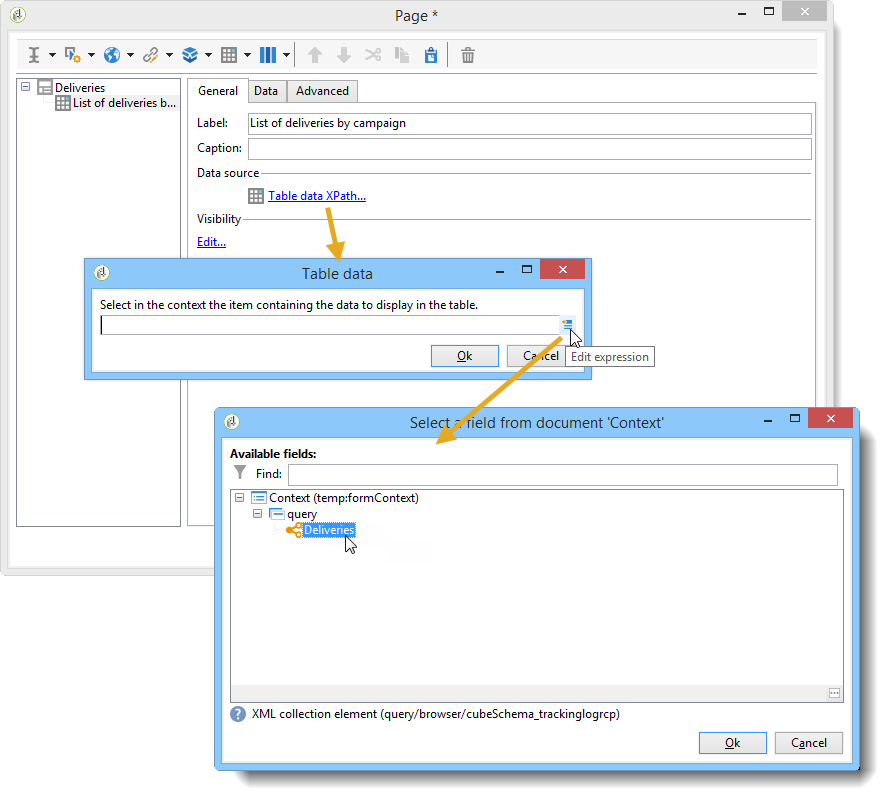 Page *
Deliveries
List of deliveries b...
General Data Advanced
Label: List of deliveries by campaign
Caption:
Data source
Table data XPath...
Visibility
Edit...
Table data
Select in the context the item containing the data to display in the table.
Ok Cancel
Edit expression
Select a field from document 'Context'
Available fields:
Find:
Context (temp:formContext)
query
Deliveries
XML collection element (query/browser/cubeSchema_trackinglogrcp)
Ok Cancel